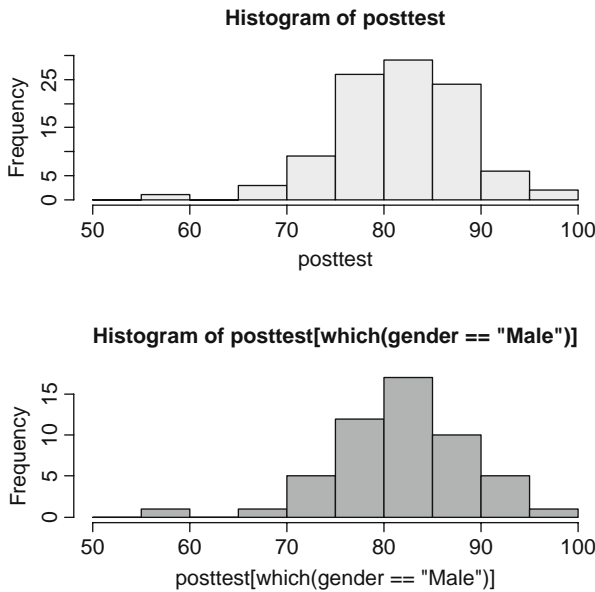 Histogram of posttest
Frequency
25
15
5
0
50 60 70 80 90 100
posttest
Histogram of posttest[which(gender == "Male")]
Frequency
15
10
5
0
50 60 70 80 90 100
posttest[which(gender == "Male")]